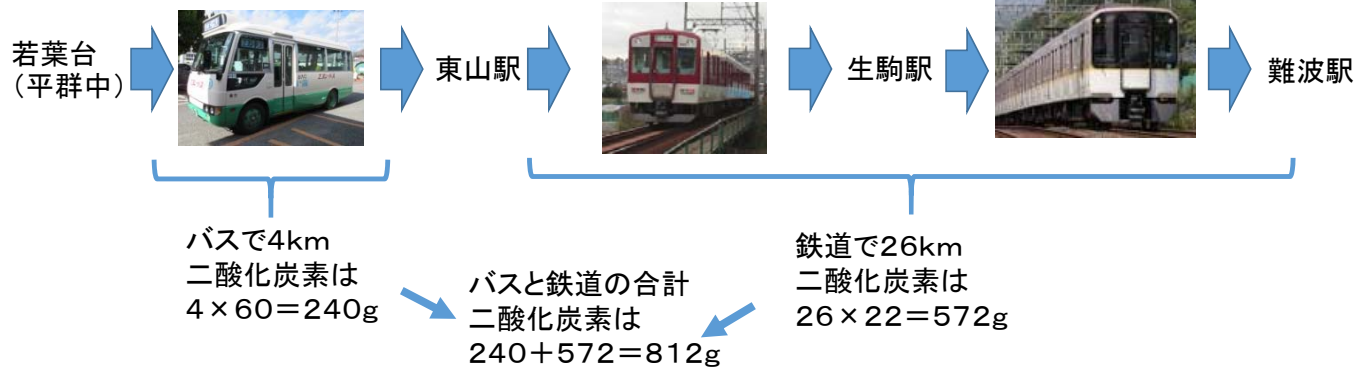 若葉台
（平群中）
東山駅
生駒駅
難波駅
バスで4km
二酸化炭素は
4×60＝240g
バスと鉄道の合計
二酸化炭素は
240＋572＝812g
鉄道で26km
二酸化炭素は
26×22＝572g